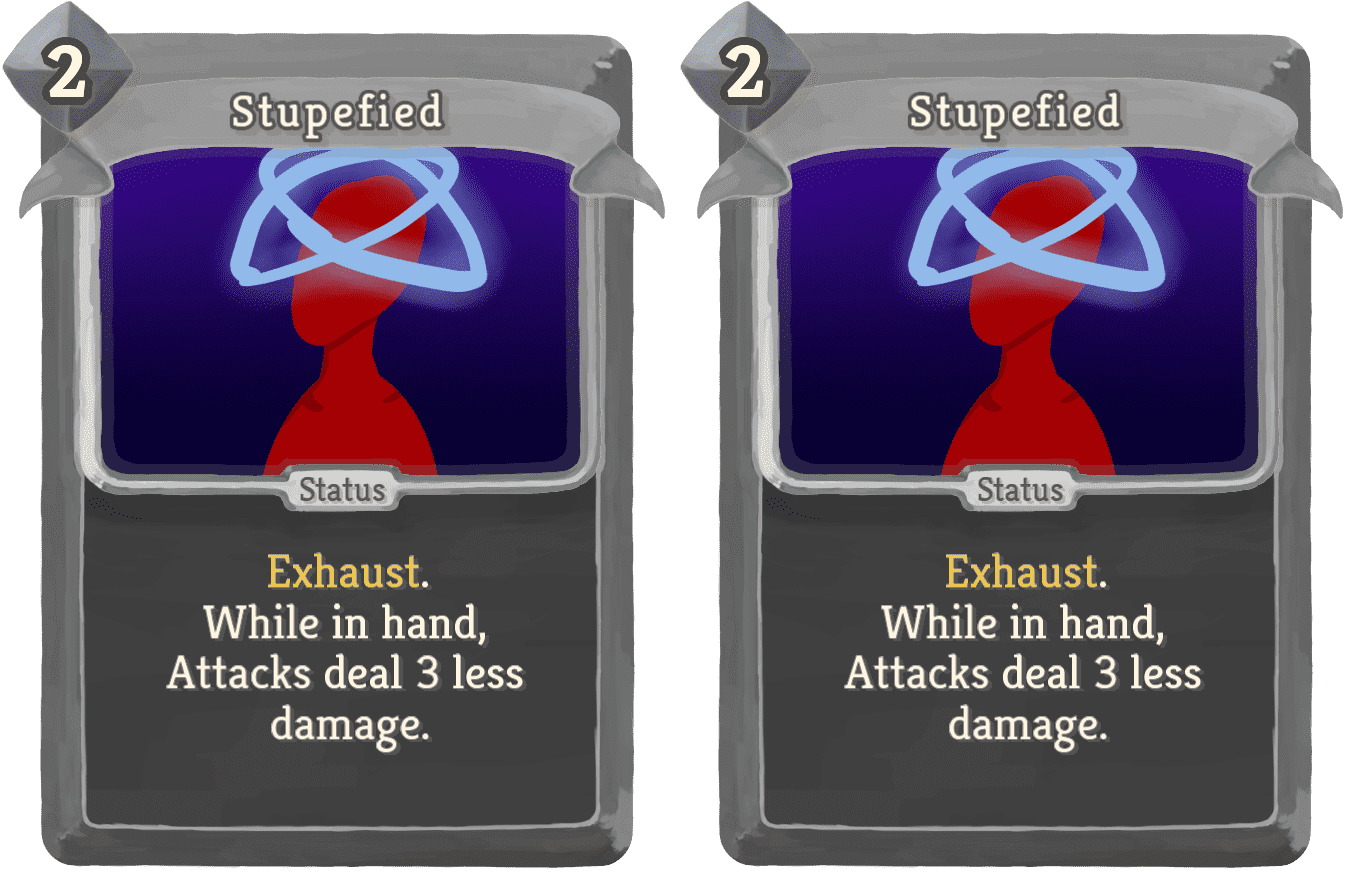 2
Stupefied
Status
Exhaust.
While in hand,
Attacks deal 3 less
damage.
2
Stupefied
Status
Exhaust.
While in hand,
Attacks deal 3 less
damage.